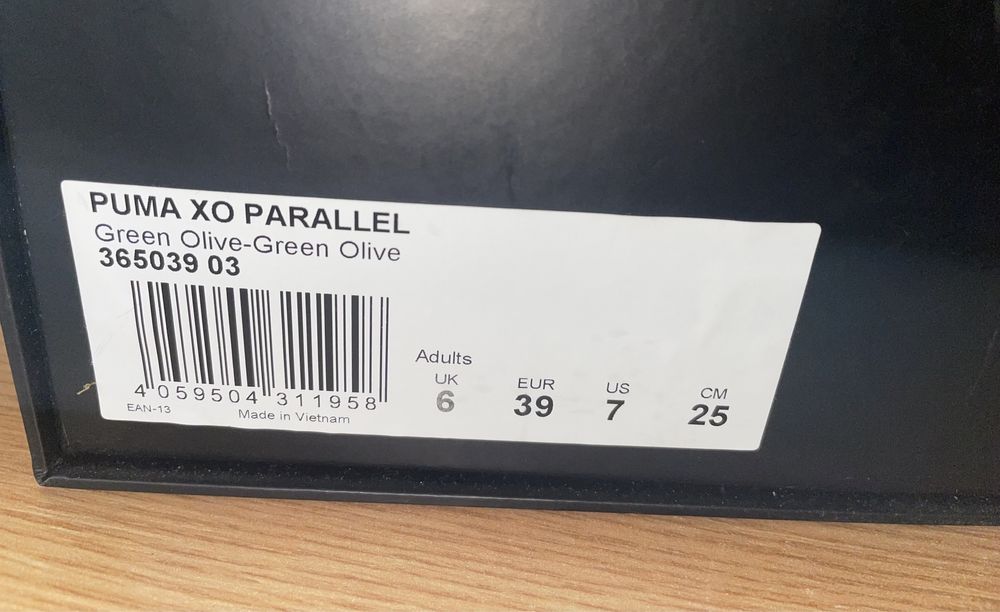 PUMA XO PARALLEL
Green Olive-Green Olive
365039 03
4 059504 311958
EAN-13
Made in Vietnam
Adults
UK EUR US CM
6 39 7 25